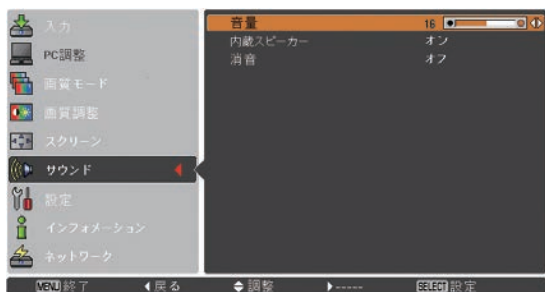 入力
PC調整
画質モード
画質調整
スクリーン
サウンド
設定
インフォメーション
ネットワーク
音量 16
内蔵スピーカー オン
消音 オフ
MENU 終了 戻る 調整 ----- SELECT 設定